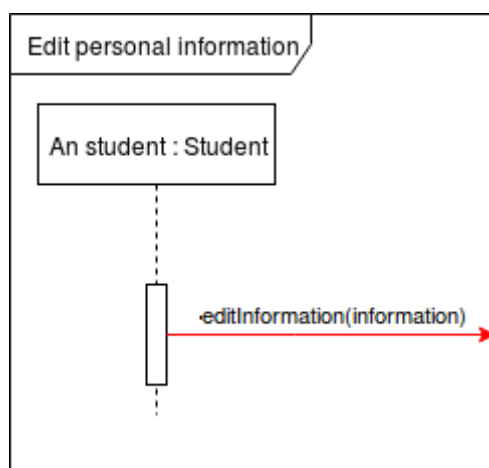 Edit personal information
An student : Student
editInformation(information)